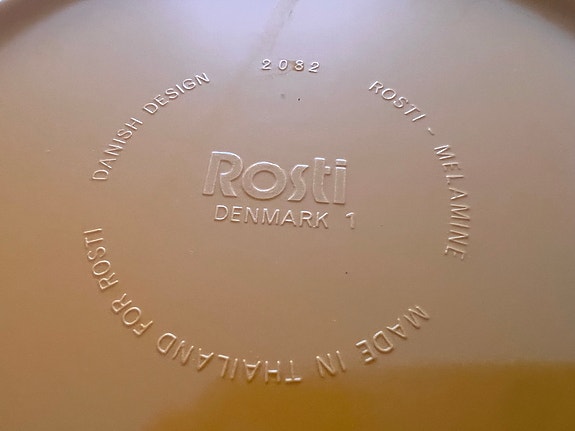 2082
DANISH DESIGN
ROSTI - MELAMINE
Rosti
DENMARK 1
MADE IN THAILAND FOR ROSTI